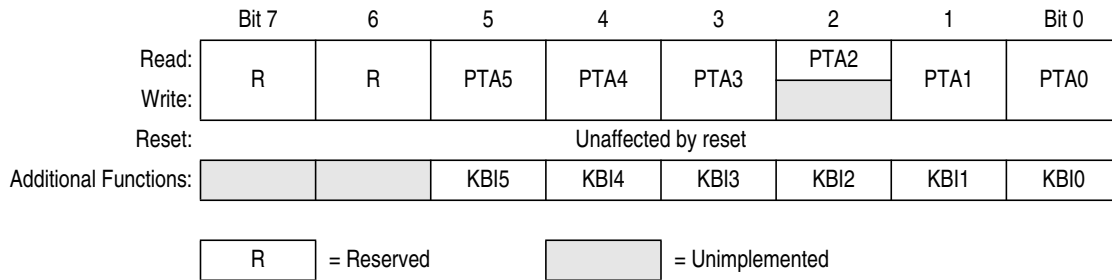 Bit 7 6 5 4 3 2 1 Bit 0
Read: R R PTA5 PTA4 PTA3 PTA2 PTA1 PTA0
Write:
Reset: Unaffected by reset
Additional Functions: KBI5 KBI4 KBI3 KBI2 KBI1 KBI0
R = Reserved = Unimplemented